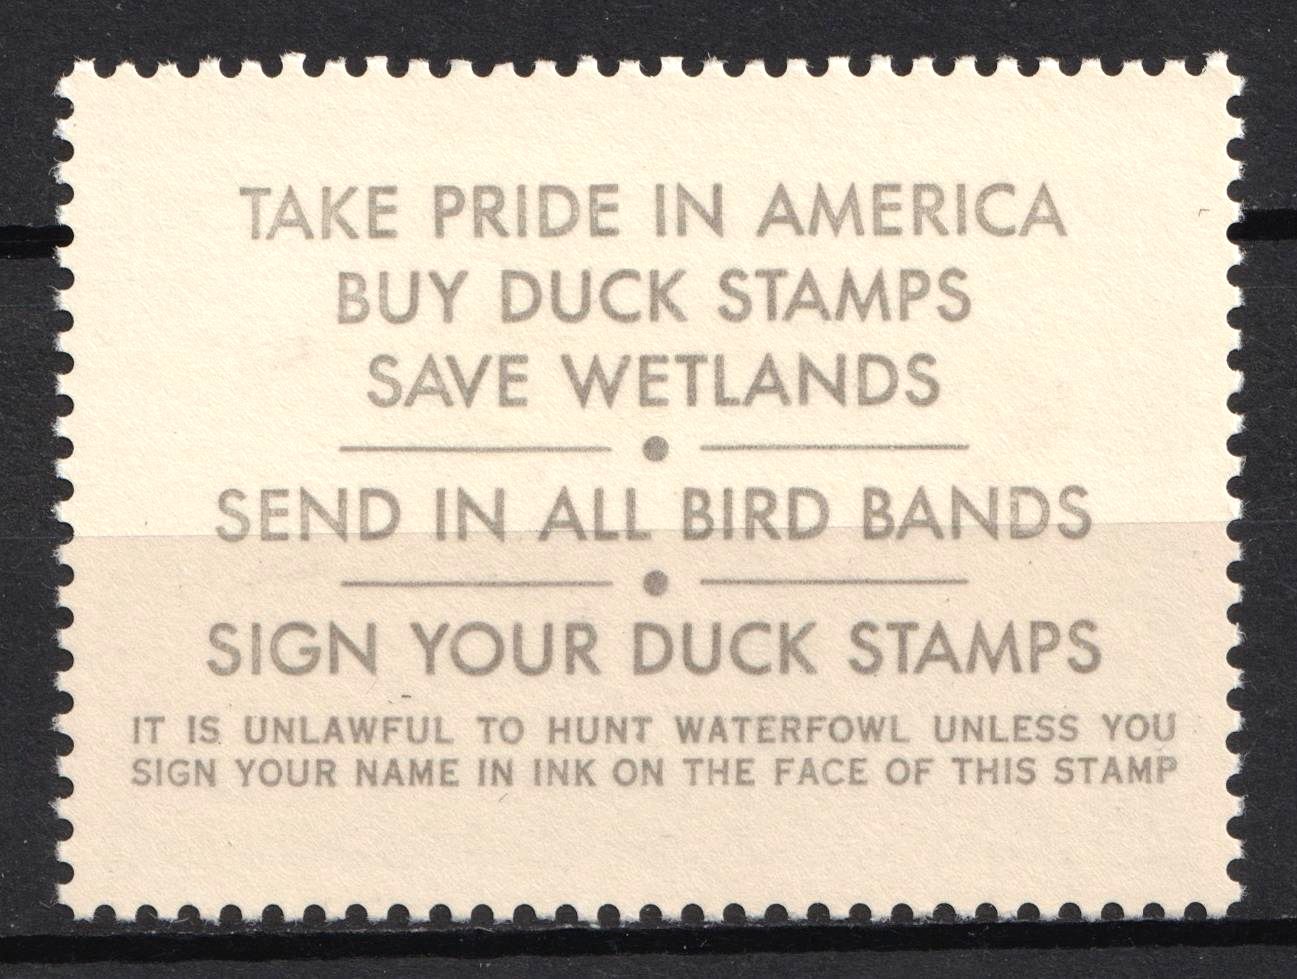 TAKE PRIDE IN AMERICA
BUY DUCK STAMPS
SAVE WETLANDS
SEND IN ALL BIRD BANDS
SIGN YOUR DUCK STAMPS
IT IS UNLAWFUL TO HUNT WATERFOWL UNLESS YOU
SIGN YOUR NAME IN INK ON THE FACE OF THIS STAMP